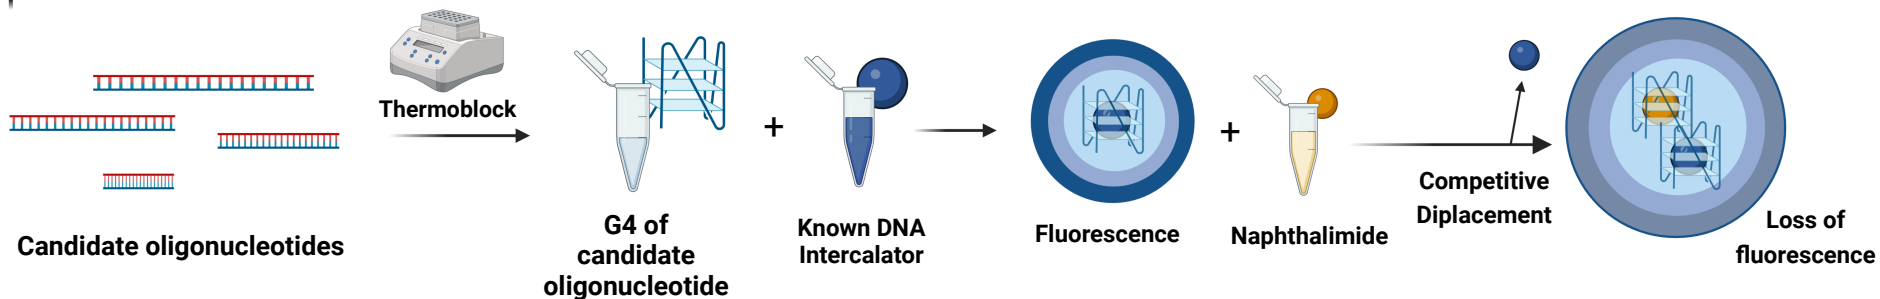 Candidate oligonucleotides
Thermoblock
G4 of
candidate
oligonucleotide
+
Known DNA
Intercalator
Fluorescence
+
Naphthalimide
Competitive
Diplacement
Loss of
fluorescence